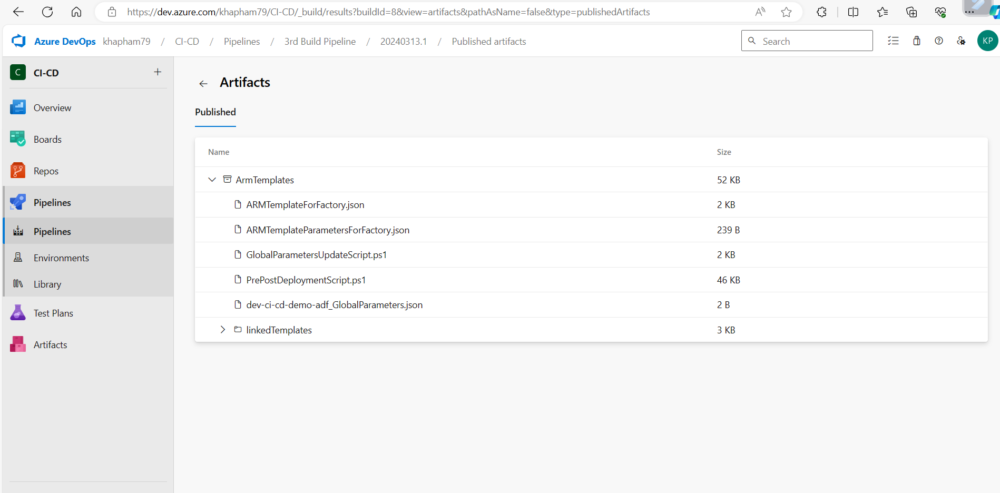 https://dev.azure.com/khapham79/CI-CD/_build/results?buildId=8&view=artifacts&pathAsName=false&type=publishedArtifacts
Azure DevOps khapham79 / CI-CD / Pipelines / 3rd Build Pipeline / 20240313.1 / Published artifacts
Search
KP
C CI-CD
Overview
Boards
Repos
Pipelines
Pipelines
Environments
Library
Test Plans
Artifacts
Artifacts
Published
Name Size
ArmTemplates 52 KB
ARMTemplateForFactory.json 2 KB
ARMTemplateParametersForFactory.json 239 B
GlobalParametersUpdateScript.ps1 2 KB
PrePostDeploymentScript.ps1 46 KB
dev-ci-cd-demo-adf_GlobalParameters.json 2 B
linkedTemplates 3 KB